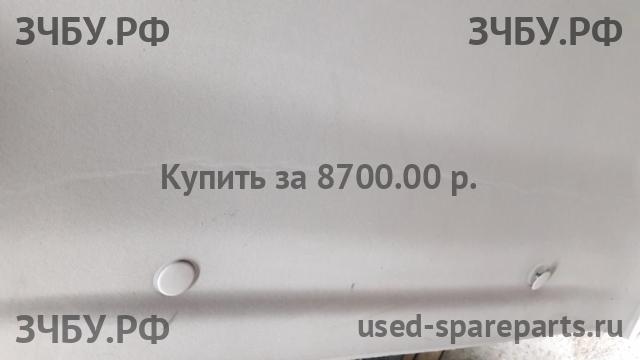 ЗЧБУ.РФ ЗЧБУ.РФ
Купить за 8700.00 р.
ЗЧБУ.РФ used-spareparts.ru